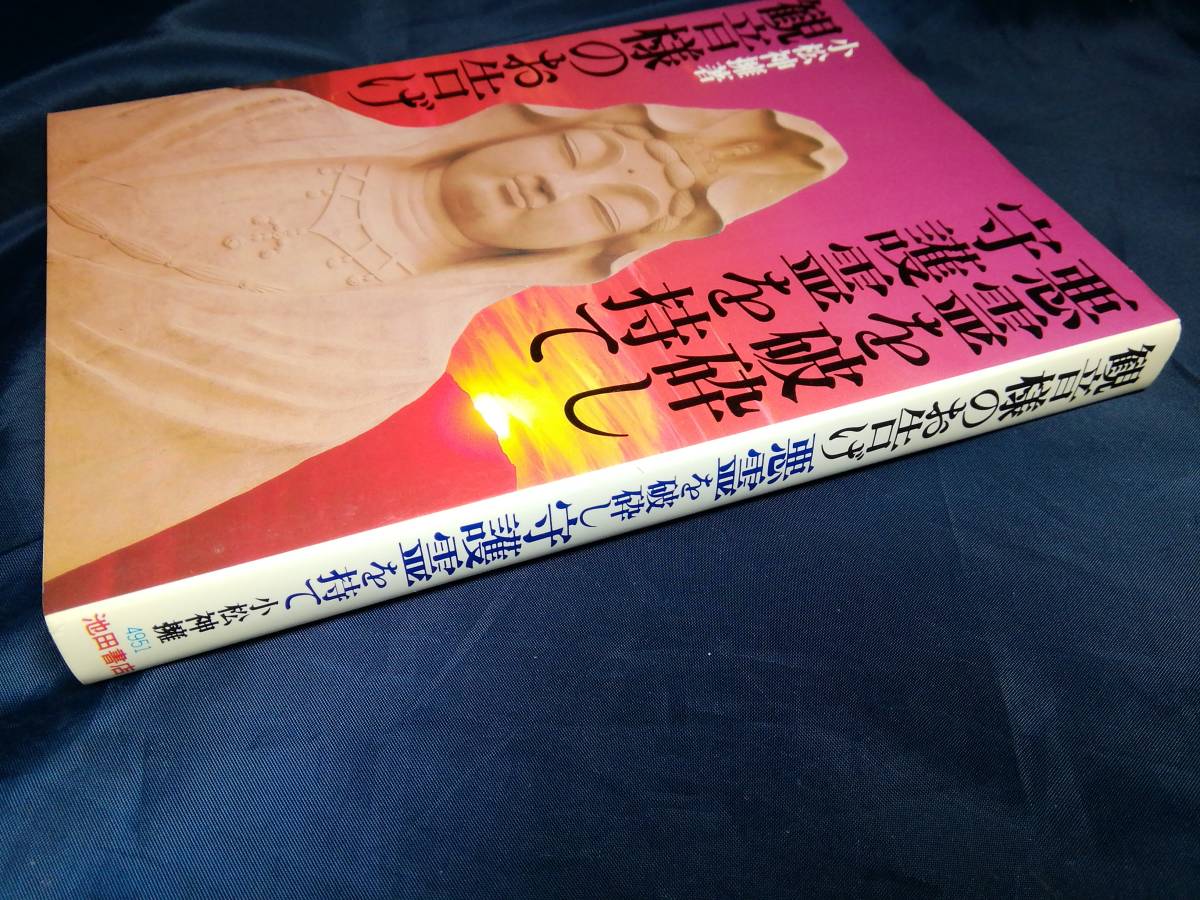 悪霊を破砕し
守護霊を持て
小松神擁著
観音様のお告げ
観音様のお告げ 悪霊を破砕し守護霊を持て 小松神擁
4951
池田書店